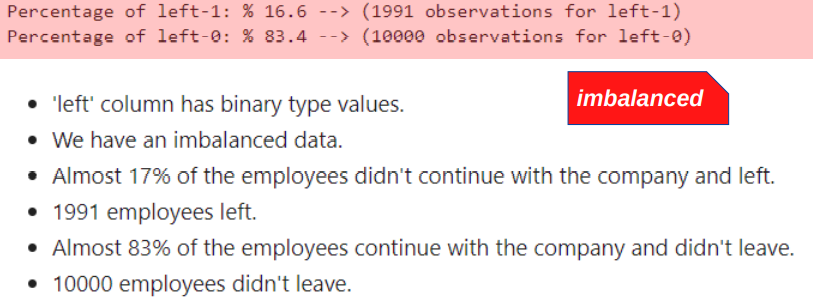 Percentage of left-1: % 16.6 --> (1991 observations for left-1)
Percentage of left-0: % 83.4 --> (10000 observations for left-0)
imbalanced
• 'left' column has binary type values.
• We have an imbalanced data.
• Almost 17% of the employees didn't continue with the company and left.
• 1991 employees left.
• Almost 83% of the employees continue with the company and didn't leave.
• 10000 employees didn't leave.